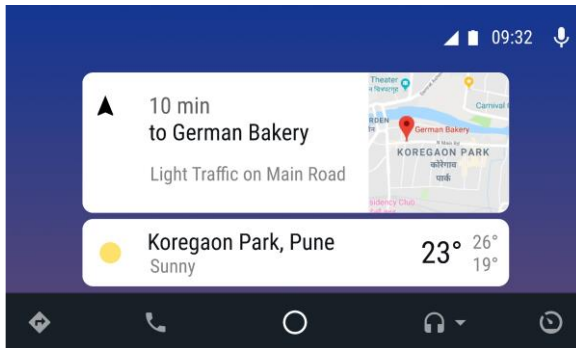 09:32
10 min
to German Bakery
Light Traffic on Main Road
Theater
Carnival
German Bakery
KOREGAON PARK
कोरेगाव
पार्क
Koregaon Park, Pune
Sunny
23°
26°
19°